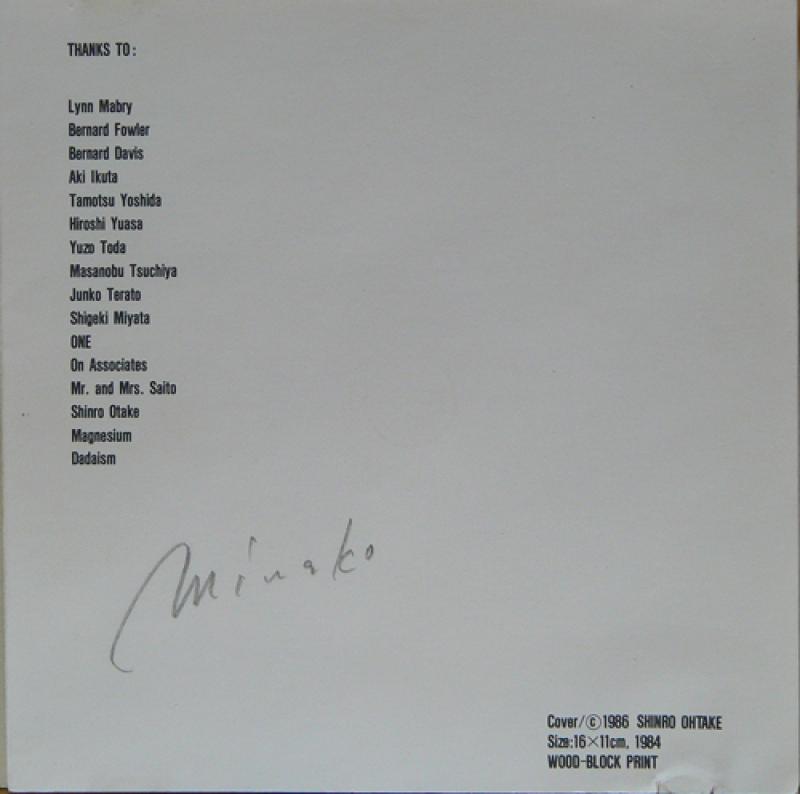 THANKS TO:
Lynn Mabry
Bernard Fowler
Bernard Davis
Aki Ikuta
Tamotsu Yoshida
Hiroshi Yuasa
Yuzo Toda
Masanobu Tsuchiya
Junko Terato
Shigeki Miyata
ONE
On Associates
Mr. and Mrs. Saito
Shinro Otake
Magnesium
Dadaism
Minako
Cover/©1986 SHINRO OHTAKE
Size:16×11cm, 1984
WOOD-BLOCK PRINT